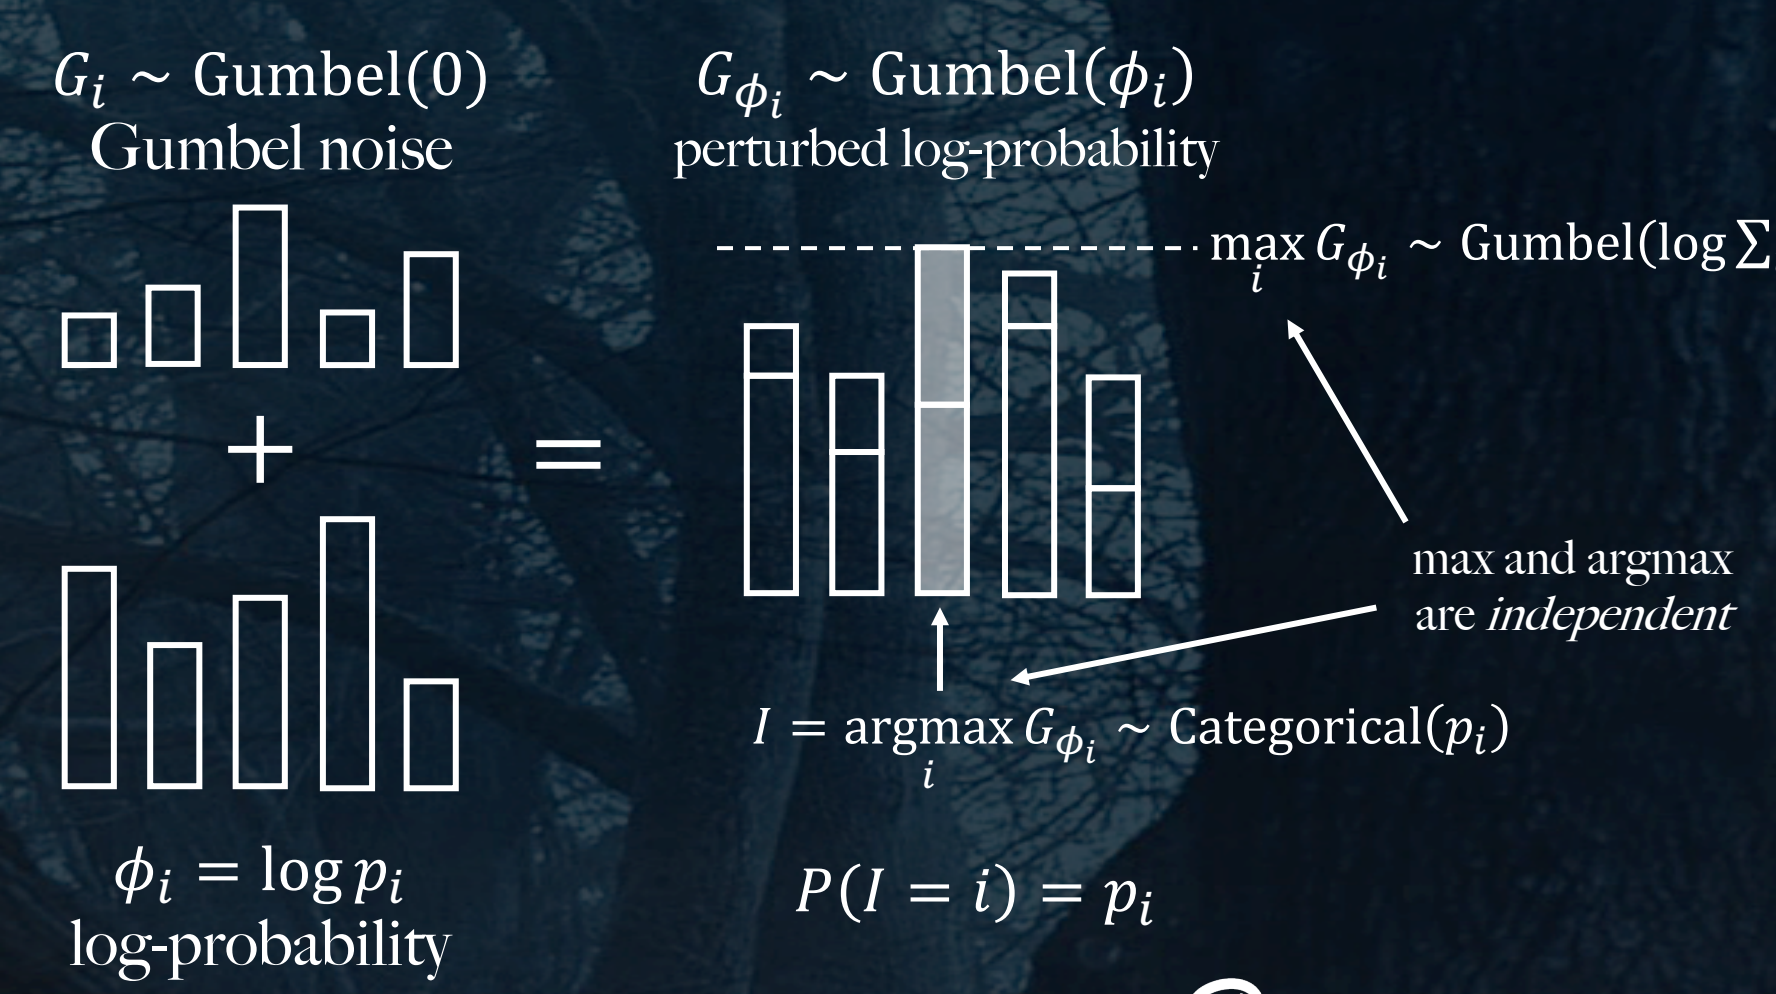 G_i ~ Gumbel(0)
Gumbel noise
G_{ϕ_i} ~ Gumbel(ϕ_i)
perturbed log-probability
max_i G_{ϕ_i} ~ Gumbel(log ∑
+
=
max and argmax
are independent
I = argmax_i G_{ϕ_i} ~ Categorical(p_i)
ϕ_i = log p_i
log-probability
P(I = i) = p_i